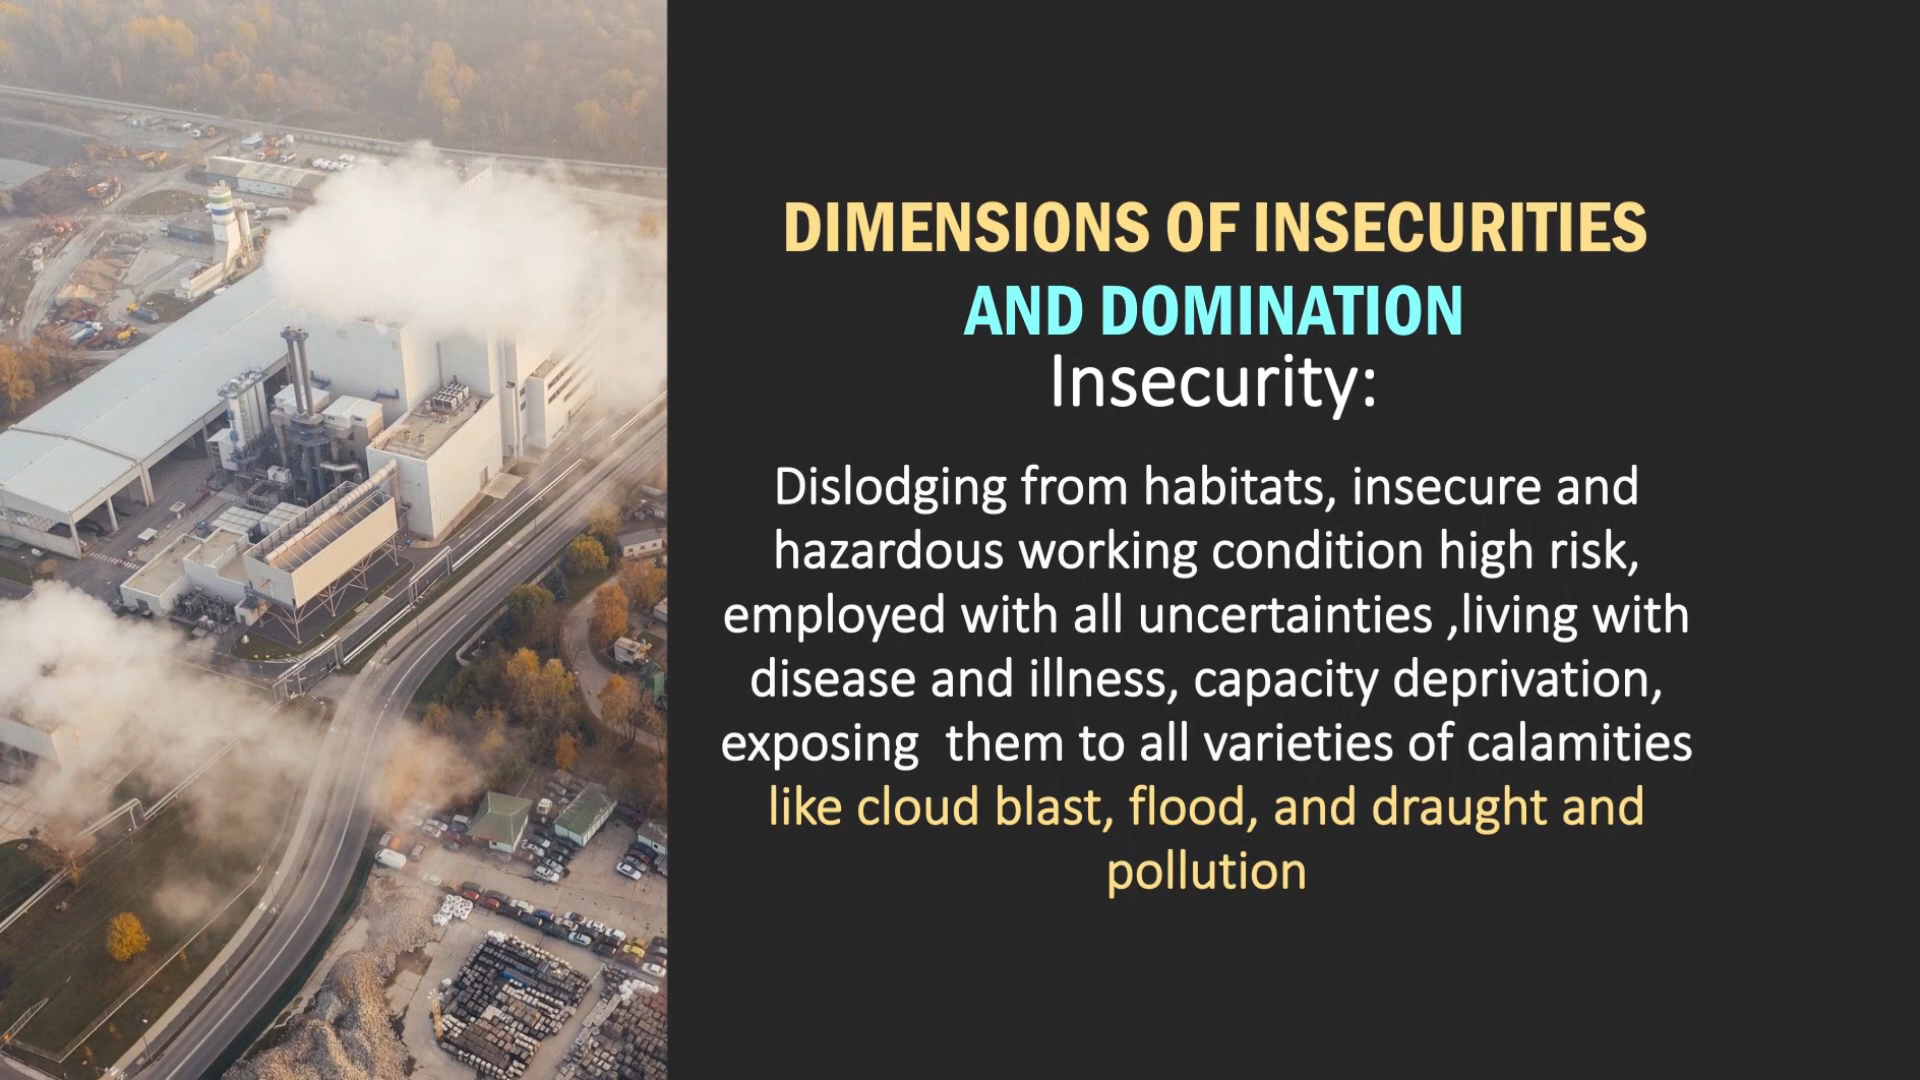 DIMENSIONS OF INSECURITIES
AND DOMINATION
Insecurity:
Dislodging from habitats, insecure and
hazardous working condition high risk,
employed with all uncertainties ,living with
disease and illness, capacity deprivation,
exposing  them to all varieties of calamities
like cloud blast, flood, and draught and
pollution